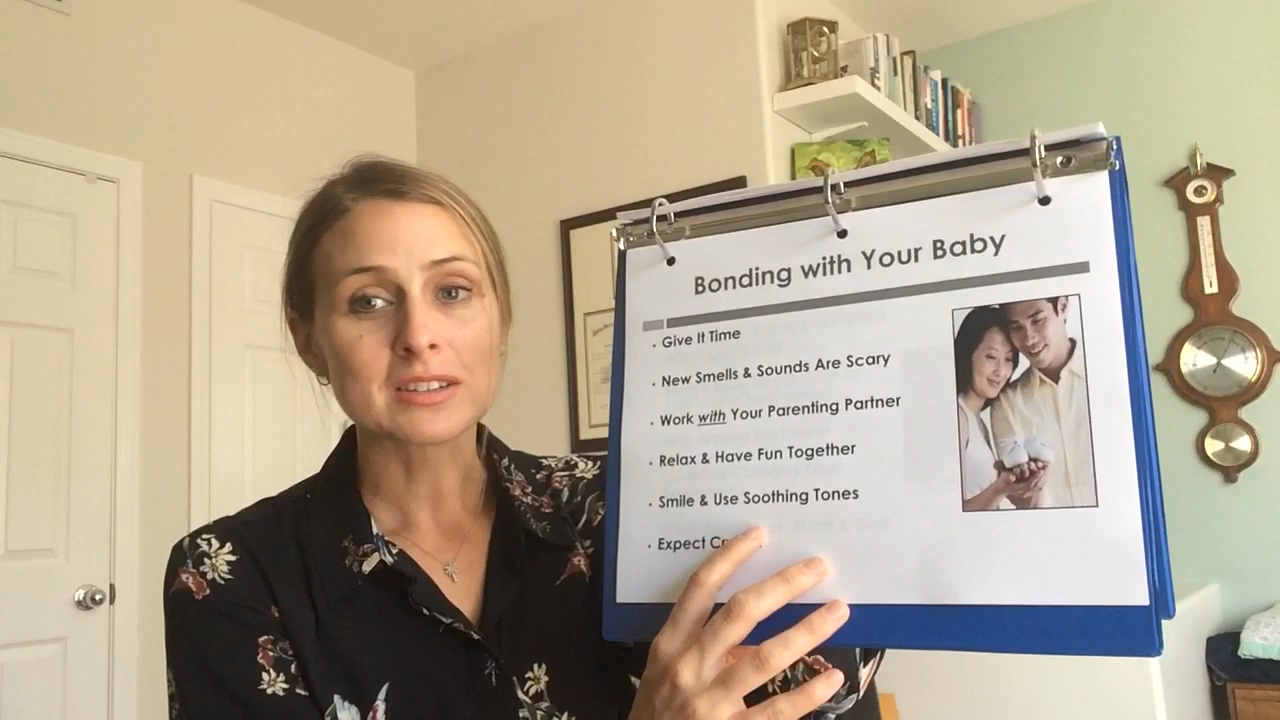 Bonding with Your Baby
· Give It Time
· New Smells & Sounds Are Scary
· Work with Your Parenting Partner
· Relax & Have Fun Together
· Smile & Use Soothing Tones
· Expect